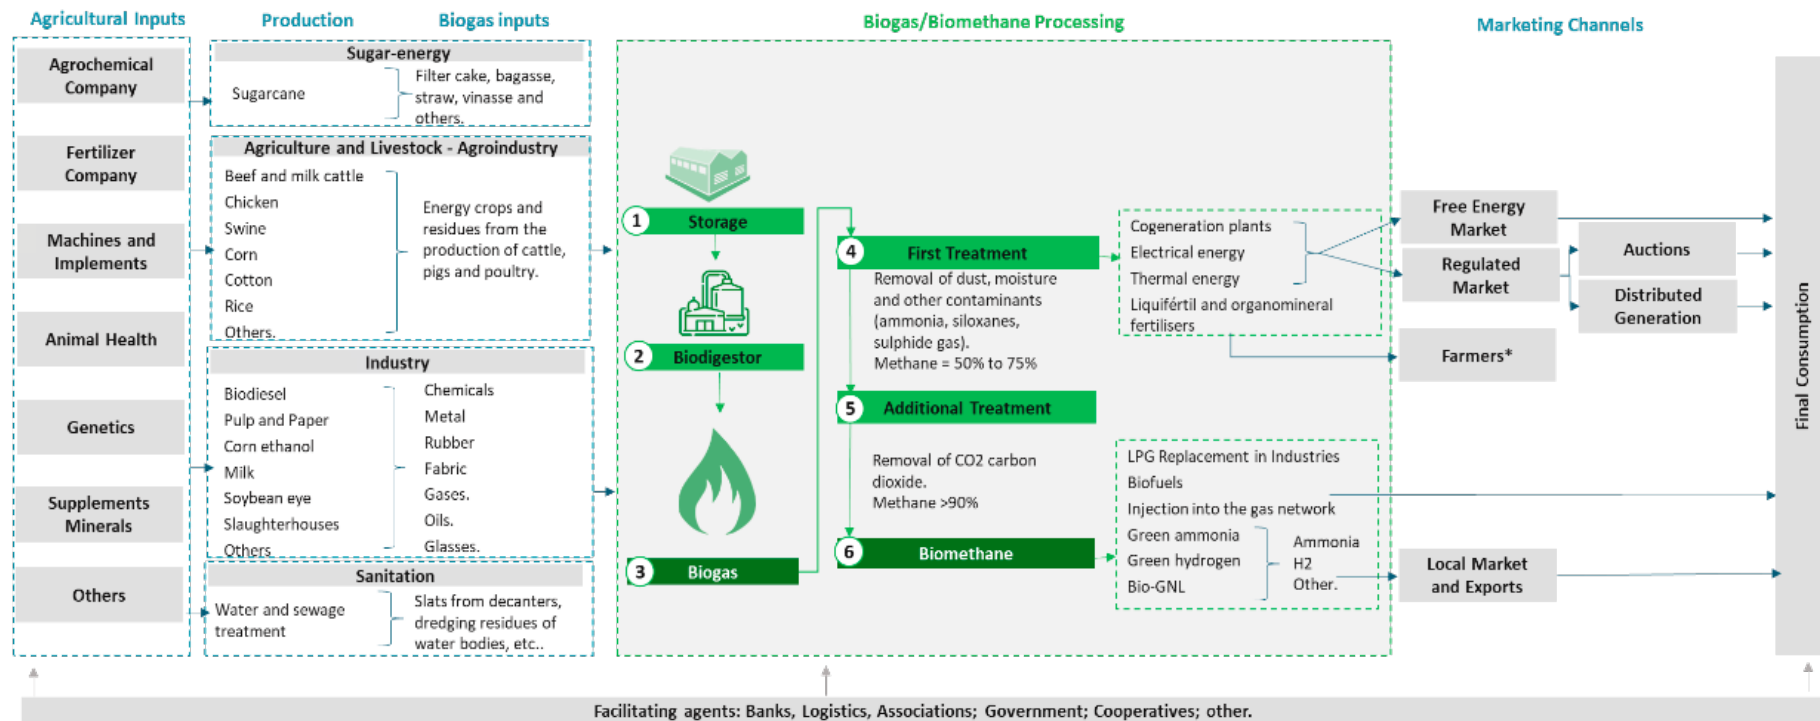 Agricultural Inputs
Production
Biogas inputs
Biogas/Biomethane Processing
Marketing Channels
Agrochemical
Company
Fertilizer
Company
Machines and
Implements
Animal Health
Genetics
Supplements
Minerals
Others
Sugar-energy
Sugarcane
Filter cake, bagasse,
straw, vinasse and
others.
Agriculture and Livestock - Agroindustry
Beef and milk cattle
Chicken
Swine
Corn
Cotton
Rice
Others.
Energy crops and
residues from the
production of cattle,
pigs and poultry.
Industry
Biodiesel
Pulp and Paper
Corn ethanol
Milk
Soybean eye
Slaughterhouses
Others
Chemicals
Metal
Rubber
Fabric
Gases.
Oils.
Glasses.
Sanitation
Water and sewage
treatment
Slats from decanters,
dredging residues of
water bodies, etc..
1 Storage
2 Biodigestor
3 Biogas
4 First Treatment
Removal of dust, moisture
and other contaminants
(ammonia, siloxanes,
sulphide gas).
Methane = 50% to 75%
5 Additional Treatment
Removal of CO2 carbon
dioxide.
Methane >90%
6 Biomethane
Cogeneration plants
Electrical energy
Thermal energy
Liquifértil and organomineral
fertilisers
LPG Replacement in Industries
Biofuels
Injection into the gas network
Green ammonia
Green hydrogen
Bio-GNL
Ammonia
H2
Other.
Free Energy
Market
Regulated
Market
Auctions
Distributed
Generation
Farmers*
Local Market
and Exports
Final Consumption
Facilitating agents: Banks, Logistics, Associations; Government; Cooperatives; other.